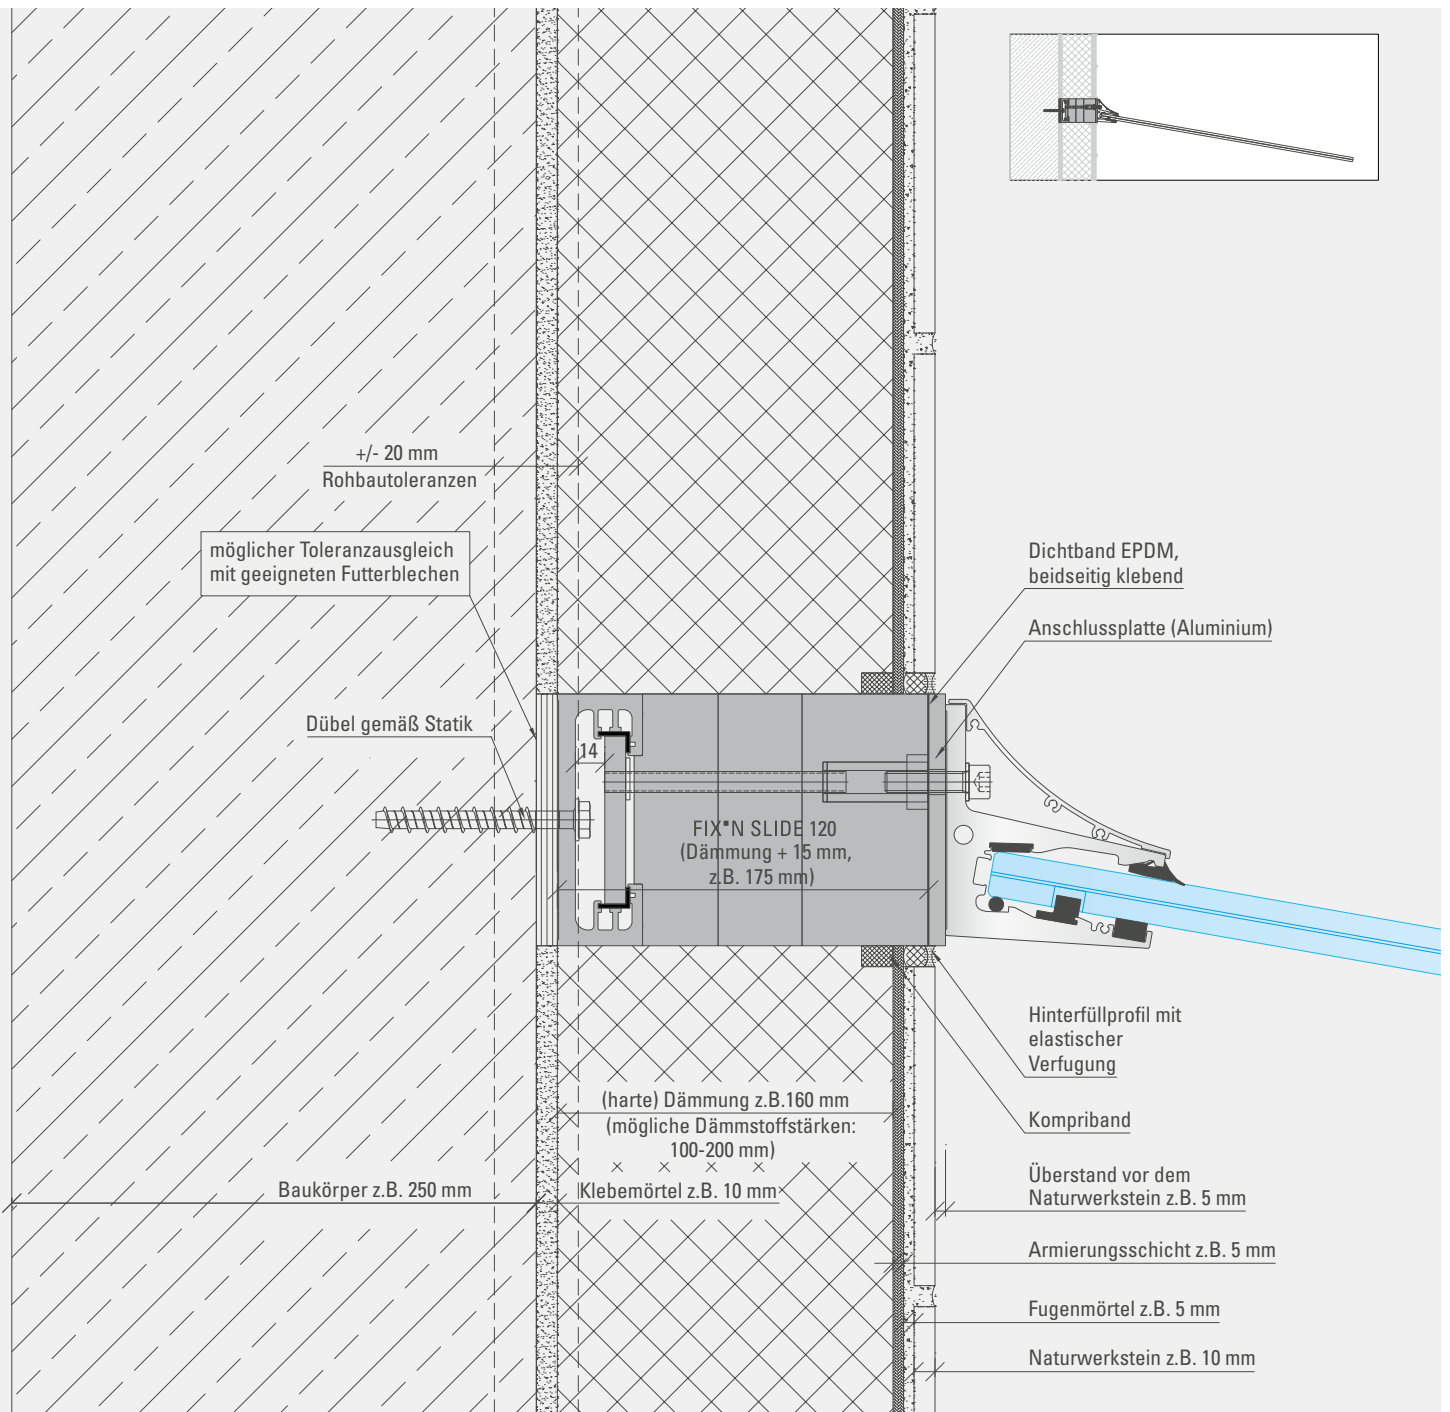 +/- 20 mm
Rohbautoleranzen
möglicher Toleranzausgleich
mit geeigneten Futterblechen
Dichtband EPDM,
beidseitig klebend
Anschlussplatte (Aluminium)
Dübel gemäß Statik
14
FIX■N SLIDE 120
(Dämmung + 15 mm,
z.B. 175 mm)
Hinterfüllprofil mit
elastischer
Verfugung
Kompriband
(harte) Dämmung z.B.160 mm
(mögliche Dämmstoffstärken:
100-200 mm)
Baukörper z.B. 250 mm
Klebemörtel z.B. 10 mm
Überstand vor dem
Naturwerkstein z.B. 5 mm
Armierungsschicht z.B. 5 mm
Fugenmörtel z.B. 5 mm
Naturwerkstein z.B. 10 mm